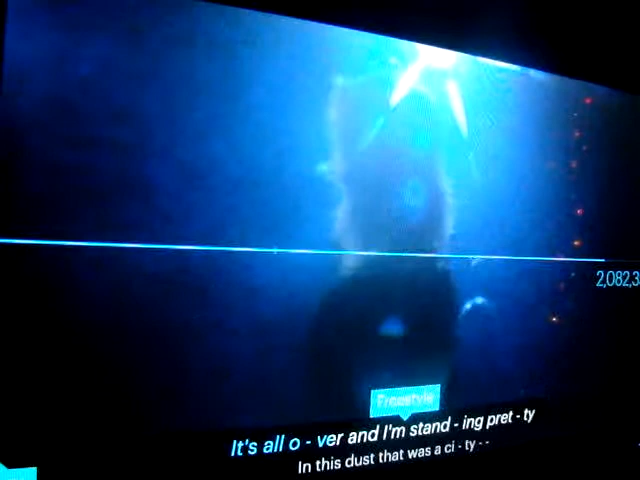 2,082,3
Freestyle
It's all o - ver and I'm stand - ing pret - ty
In this dust that was a ci - ty - -